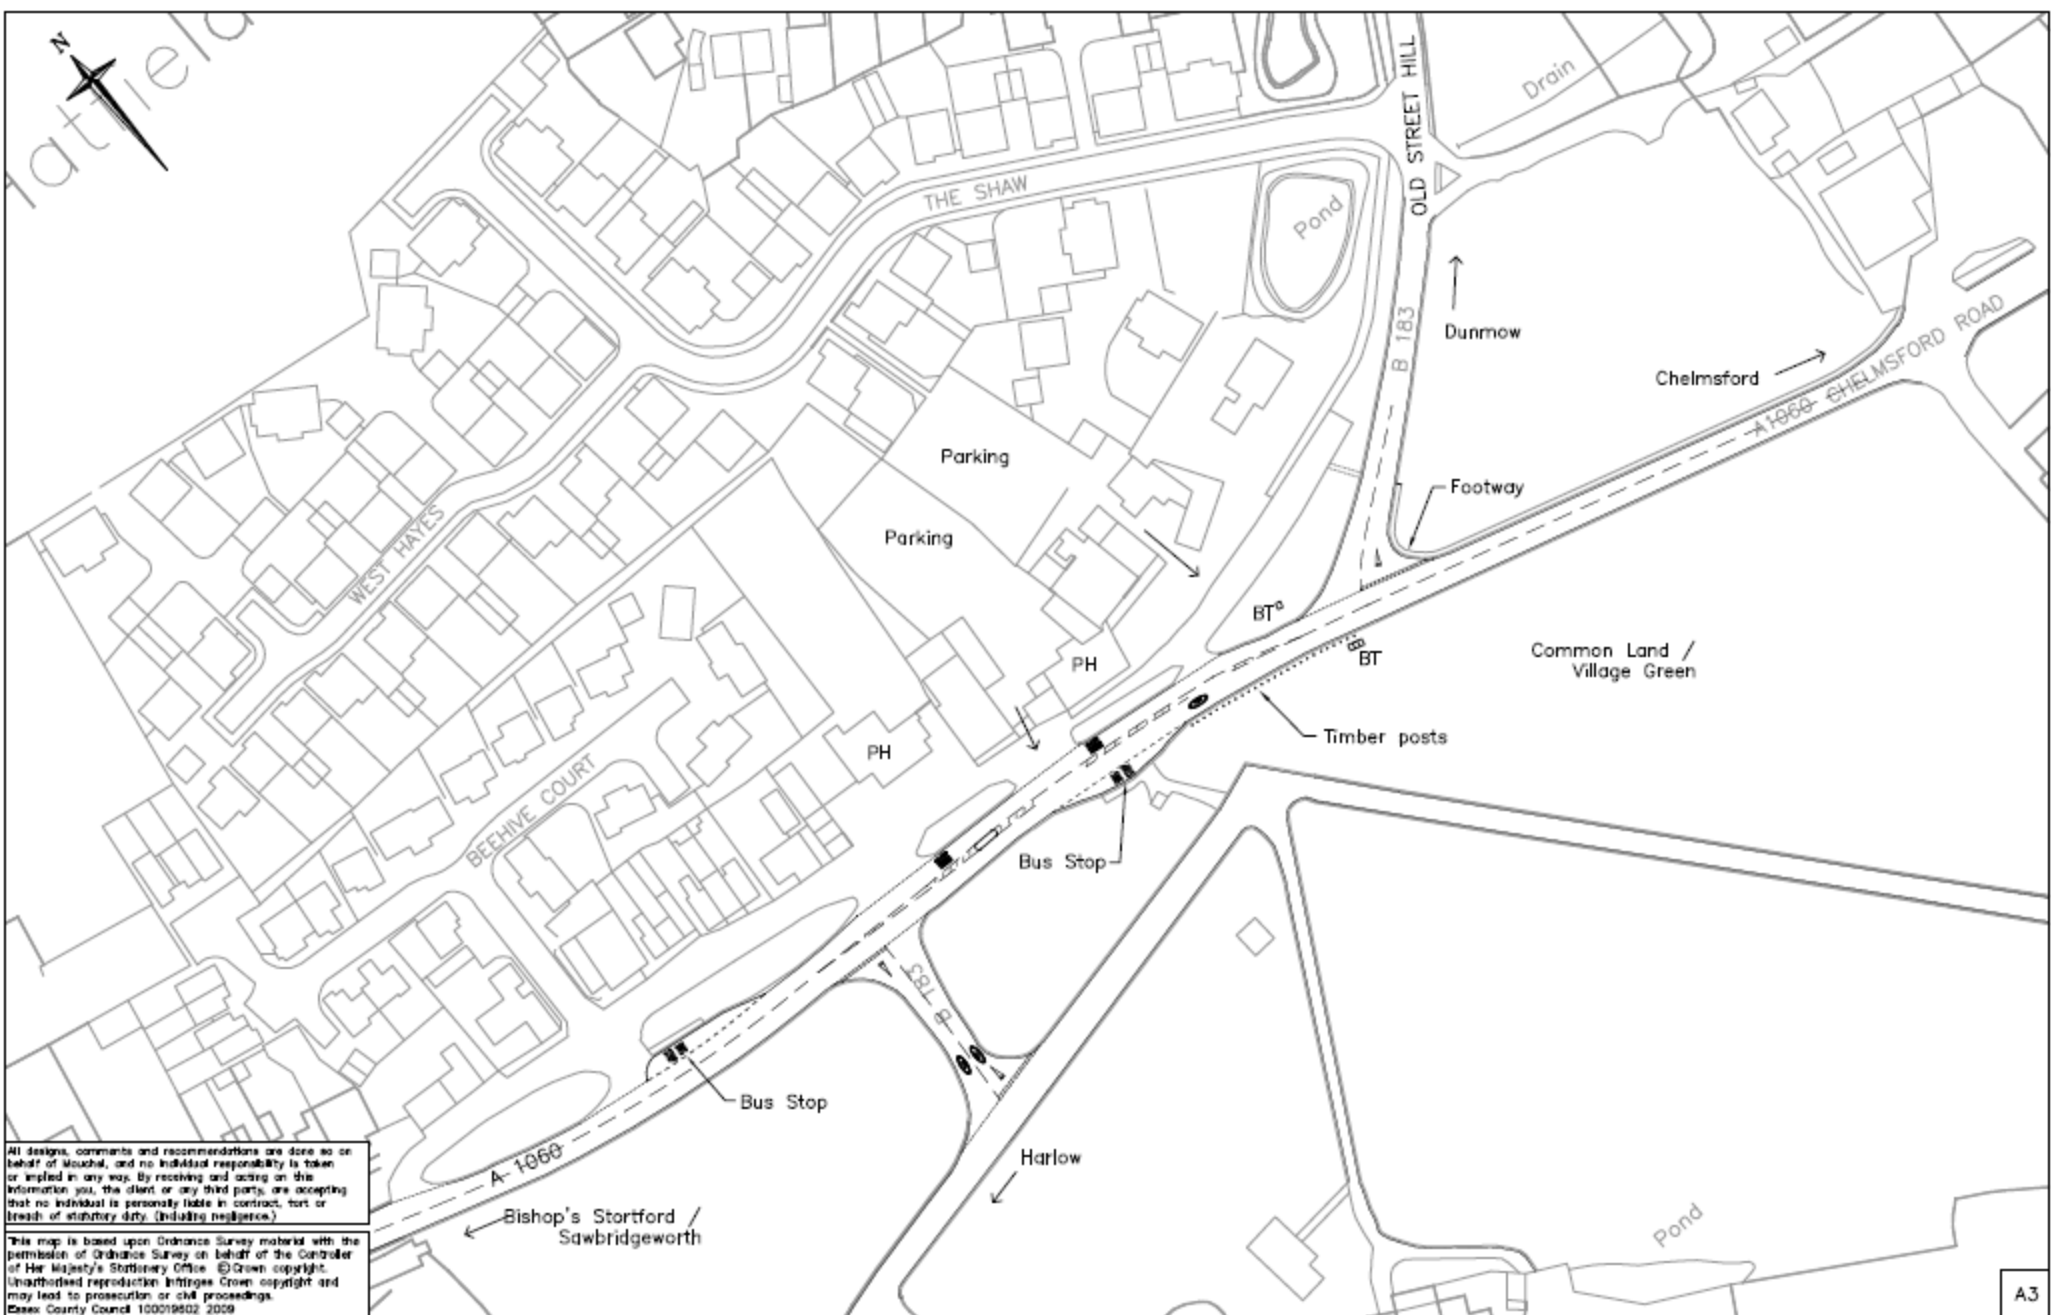 N
Hatfield
OLD STREET HILL
Drain
THE SHAW
Pond
Dunmow
B 183
Chelmsford
A1060 CHELMSFORD ROAD
Parking
Footway
Parking
WEST HAYES
BT
Common Land /
Village Green
BT
PH
Timber posts
PH
BEEHIVE COURT
Bus Stop
B 183
Bus Stop
A 1060
Harlow
Bishop's Stortford /
Sawbridgeworth
Pond
All designs, comments and recommendations are done so on
behalf of Mouchel, and no individual responsibility is taken
or implied in any way. By receiving and acting on this
information you, the client or any third party, are accepting
that no individual is personally liable in contract, tort or
breach of statutory duty. (including negligence.)
This map is based upon Ordnance Survey material with the
permission of Ordnance Survey on behalf of the Controller
of Her Majesty's Stationery Office © Crown copyright.
Unauthorised reproduction infringes Crown copyright and
may lead to prosecution or civil proceedings.
Essex County Council 100019602 2009
A3